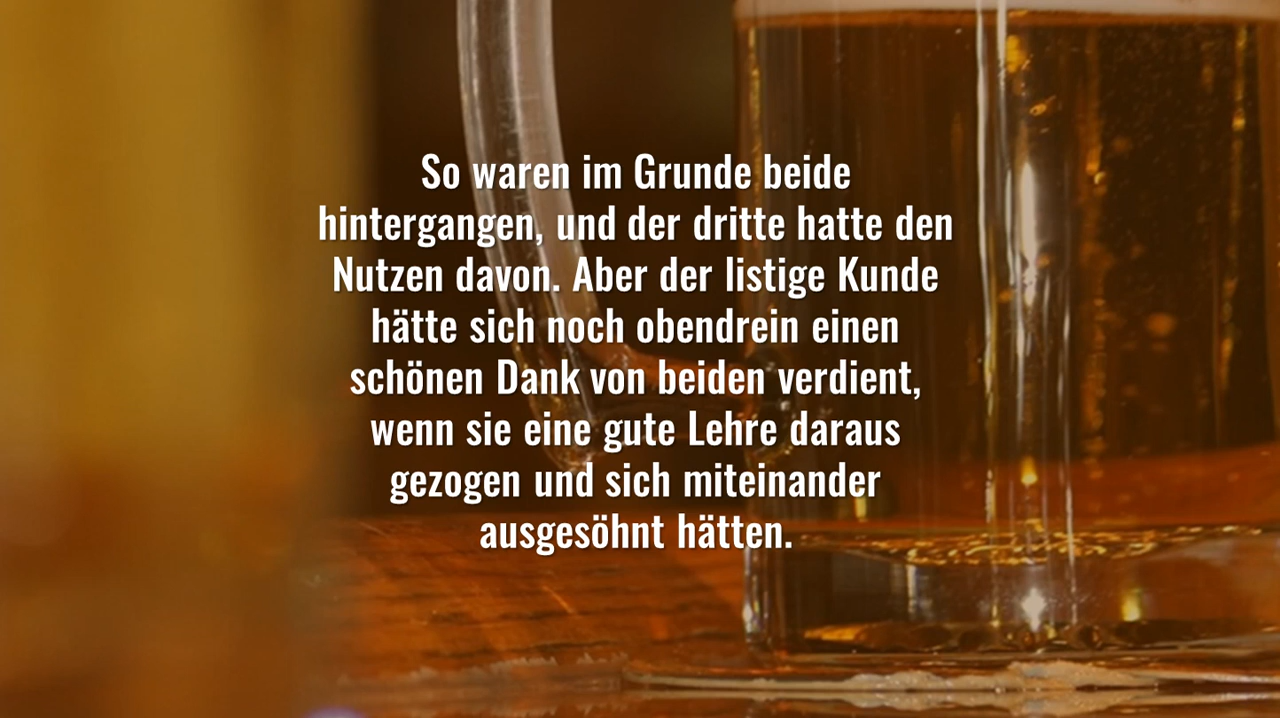 So waren im Grunde beide
hintergangen, und der dritte hatte den
Nutzen davon. Aber der listige Kunde
hätte sich noch obendrein einen
schönen Dank von beiden verdient,
wenn sie eine gute Lehre daraus
gezogen und sich miteinander
ausgesöhnt hätten.